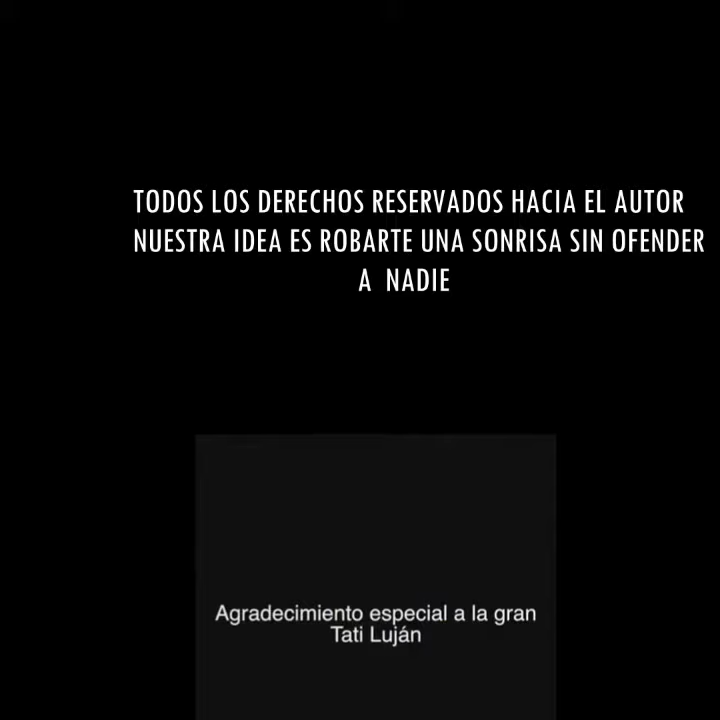 TODOS LOS DERECHOS RESERVADOS HACIA EL AUTOR
NUESTRA IDEA ES ROBARTE UNA SONRISA SIN OFENDER
A NADIE
Agradecimiento especial a la gran
Tati Luján